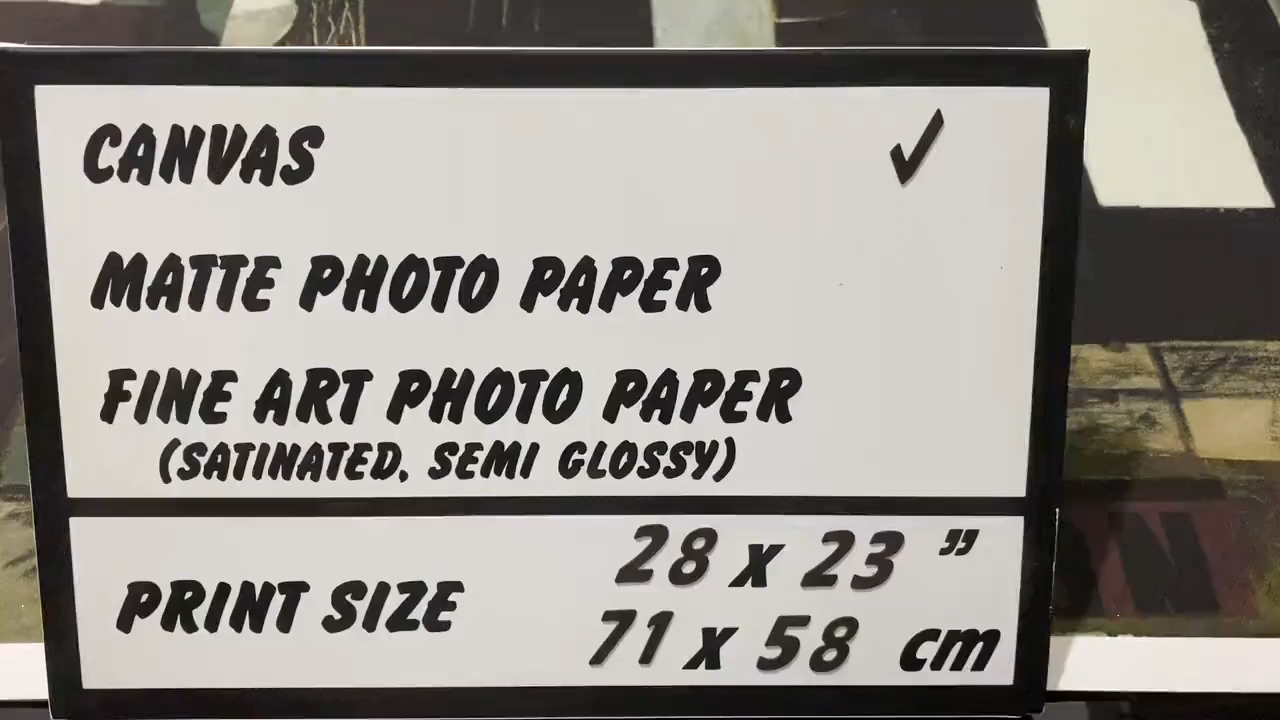 CANVAS ✓
MATTE PHOTO PAPER
FINE ART PHOTO PAPER
(SATINATED, SEMI GLOSSY)
PRINT SIZE
28 x 23 ”
71 x 58 cm